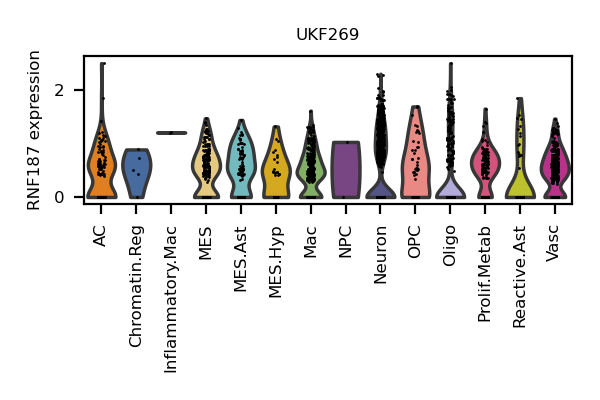 UKF269
RNF187 expression
2
0
AC
Chromatin.Reg
Inflammatory.Mac
MES
MES.Ast
MES.Hyp
Mac
NPC
Neuron
OPC
Oligo
Prolif.Metab
Reactive.Ast
Vasc